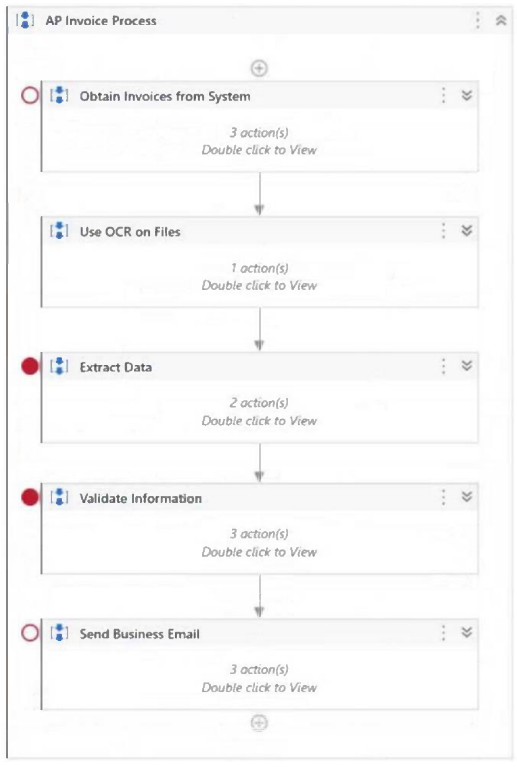 AP Invoice Process
Obtain Invoices from System
3 action(s)
Double click to View
Use OCR on Files
1 action(s)
Double click to View
Extract Data
2 action(s)
Double click to View
Validate Information
3 action(s)
Double click to View
Send Business Email
3 action(s)
Double click to View